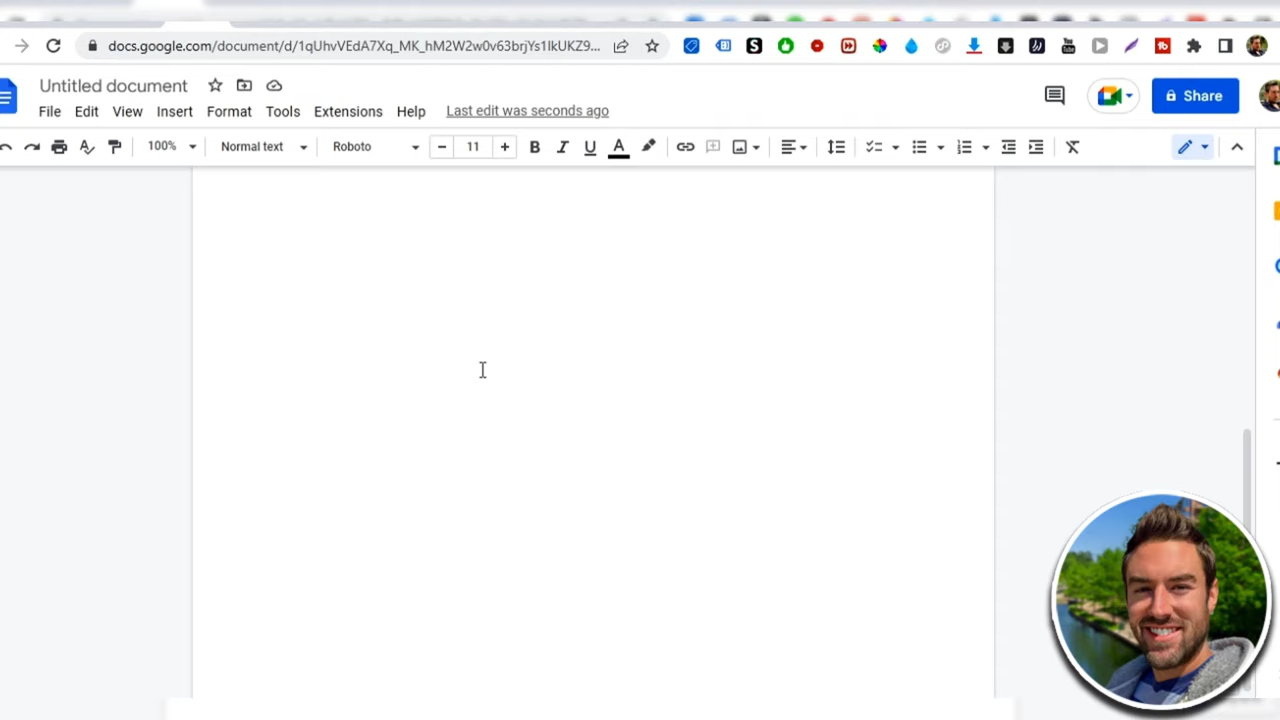 docs.google.com/document/d/1qUhvVEdA7Xq_MK_hM2W2w0v63brjYs1IkUKZ9...
Untitled document
File Edit View Insert Format Tools Extensions Help Last edit was seconds ago
Share
100% Normal text Roboto 11